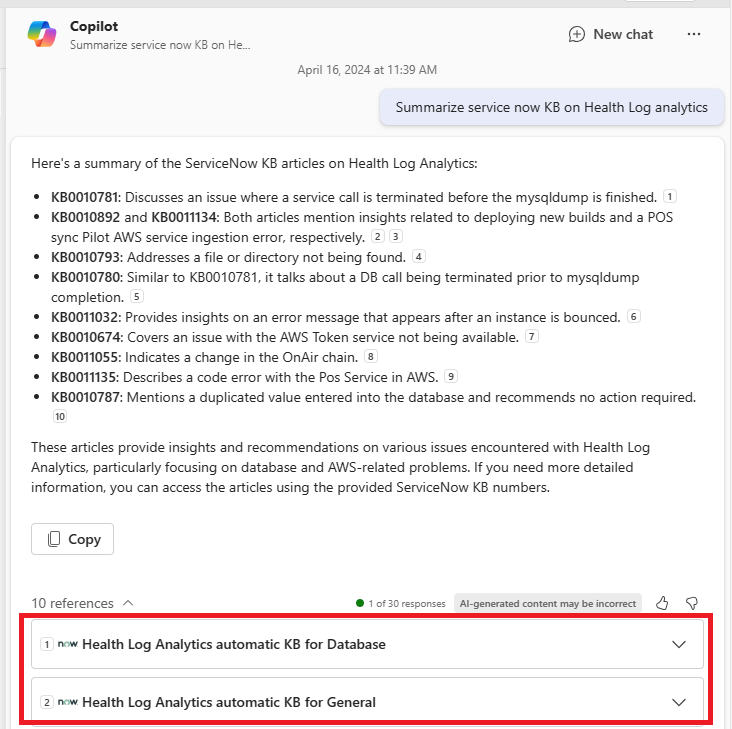 Copilot
Summarize service now KB on He...
New chat
...
April 16, 2024 at 11:39 AM
Summarize service now KB on Health Log analytics
Here's a summary of the ServiceNow KB articles on Health Log Analytics:
• KB0010781: Discusses an issue where a service call is terminated before the mysqldump is finished. 1
• KB0010892 and KB0011134: Both articles mention insights related to deploying new builds and a POS
sync Pilot AWS service ingestion error, respectively. 2 3
• KB0010793: Addresses a file or directory not being found. 4
• KB0010780: Similar to KB0010781, it talks about a DB call being terminated prior to mysqldump
completion. 5
• KB0011032: Provides insights on an error message that appears after an instance is bounced. 6
• KB0010674: Covers an issue with the AWS Token service not being available. 7
• KB0011055: Indicates a change in the OnAir chain. 8
• KB0011135: Describes a code error with the Pos Service in AWS. 9
• KB0010787: Mentions a duplicated value entered into the database and recommends no action required.
10
These articles provide insights and recommendations on various issues encountered with Health Log
Analytics, particularly focusing on database and AWS-related problems. If you need more detailed
information, you can access the articles using the provided ServiceNow KB numbers.
Copy
10 references
1 of 30 responses
AI-generated content may be incorrect
1 now Health Log Analytics automatic KB for Database
2 now Health Log Analytics automatic KB for General